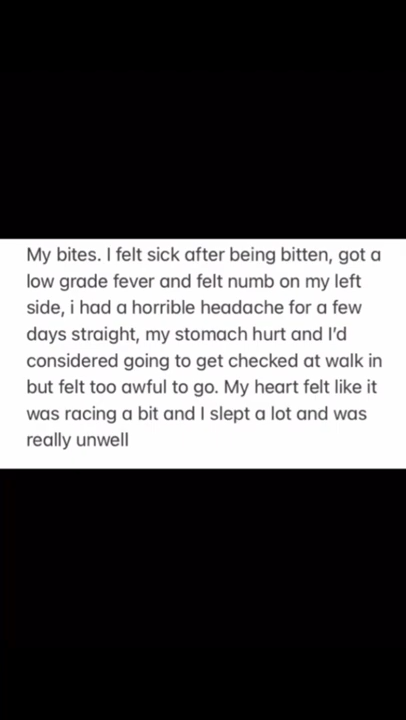 My bites. I felt sick after being bitten, got a
low grade fever and felt numb on my left
side, i had a horrible headache for a few
days straight, my stomach hurt and I’d
considered going to get checked at walk in
but felt too awful to go. My heart felt like it
was racing a bit and I slept a lot and was
really unwell